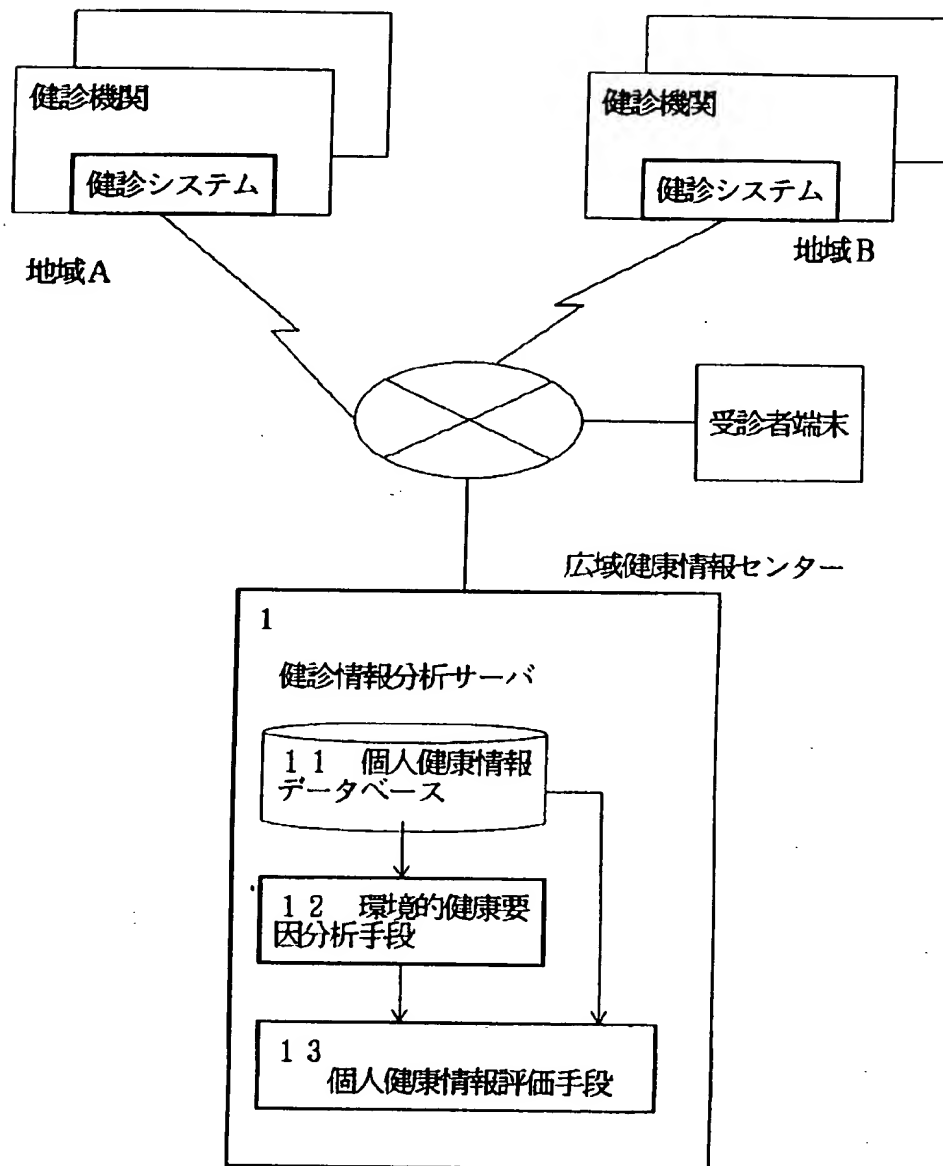 健診機関
健診システム
地域A
健診機関
健診システム
地域B
受診者端末
広域健康情報センター
1
健診情報分析サーバ
11 個人健康情報
データベース
12 環境的健康要
因分析手段
13
個人健康情報評価手段